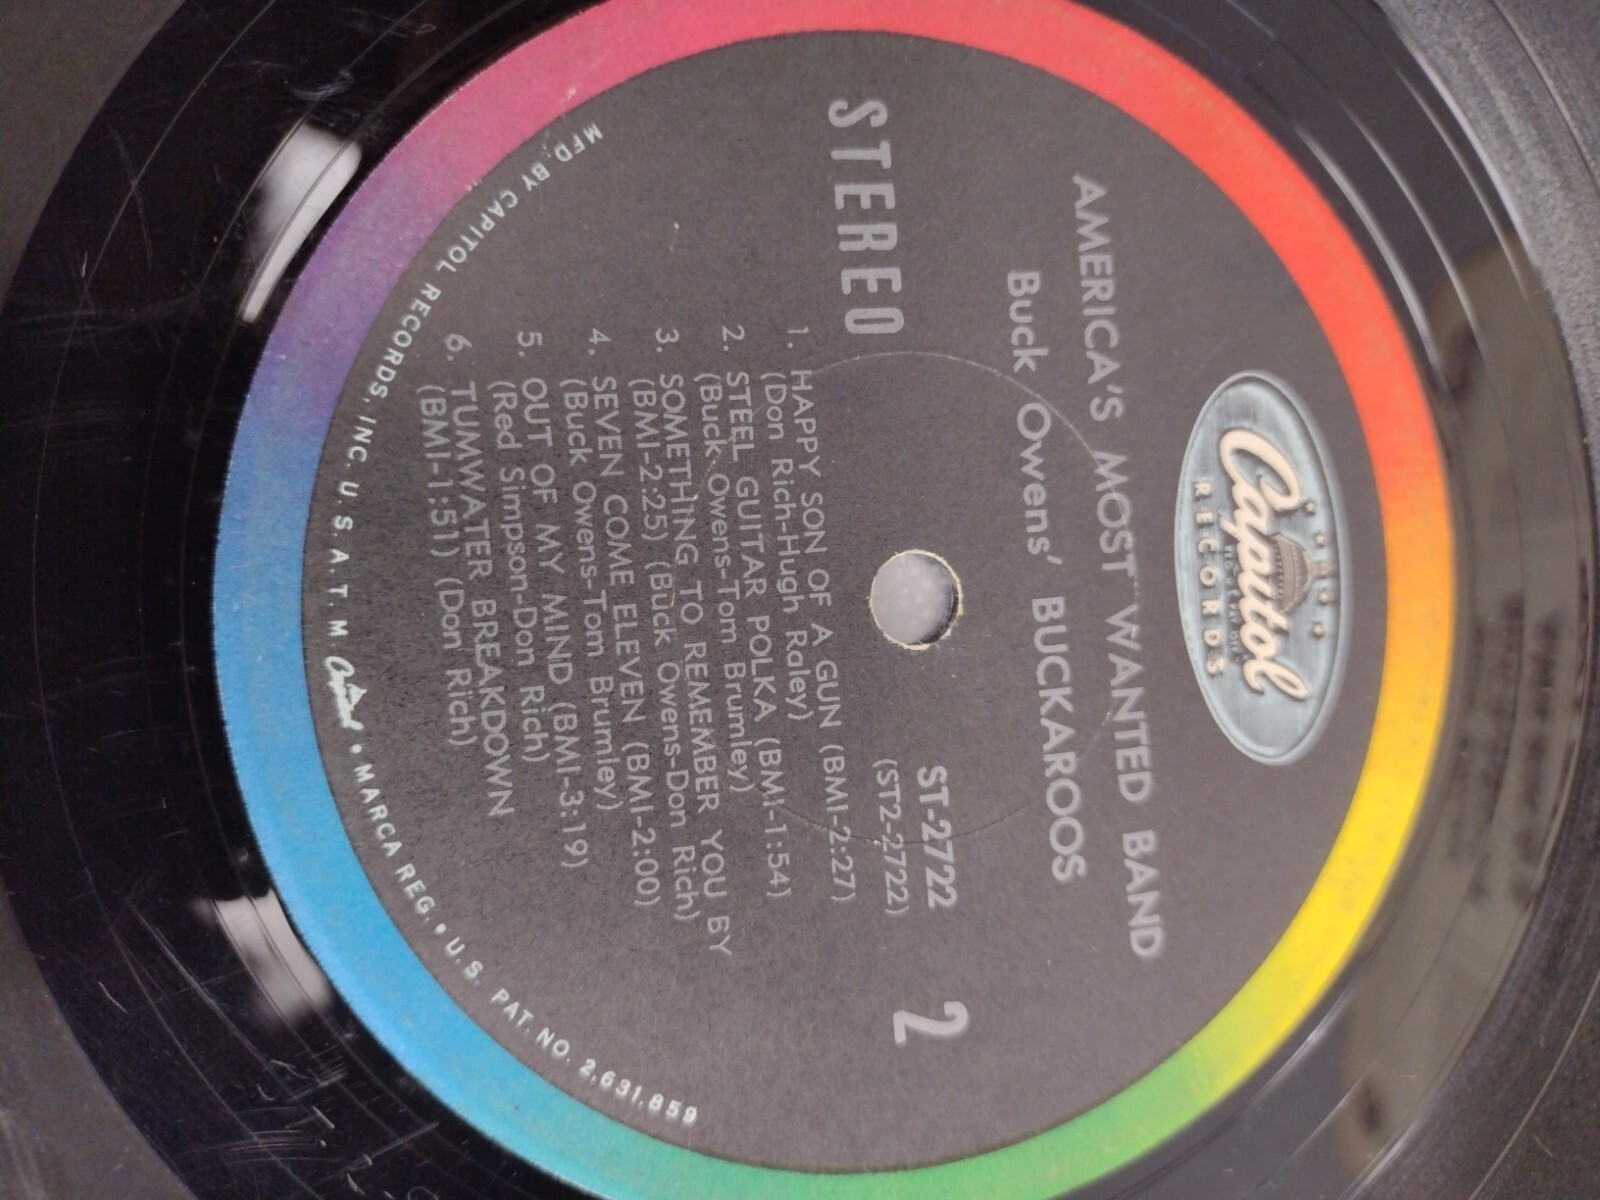 Capitol
RECORDS
AMERICA'S MOST WANTED BAND
Buck Owens' BUCKAROOS
STEREO
ST-2722
(ST2-2722)
2
1. HAPPY SON OF A GUN (BMI-2:27)
(Don Rich-Hugh Raley)
2. STEEL GUITAR POLKA (BMI-1:54)
(Buck Owens-Tom Brumley)
3. SOMETHING TO REMEMBER YOU BY
(BMI-2:25) (Buck Owens-Don Rich)
4. SEVEN COME ELEVEN (BMI-2:00)
(Buck Owens-Tom Brumley)
5. OUT OF MY MIND (BMI-3:19)
(Red Simpson-Don Rich)
6. TUMWATER BREAKDOWN
(BMI-1:51) (Don Rich)
MFD. BY CAPITOL RECORDS, INC. U.S.A. T.M. Capitol • MARCA REG. • U.S. PAT. NO. 2,631,859